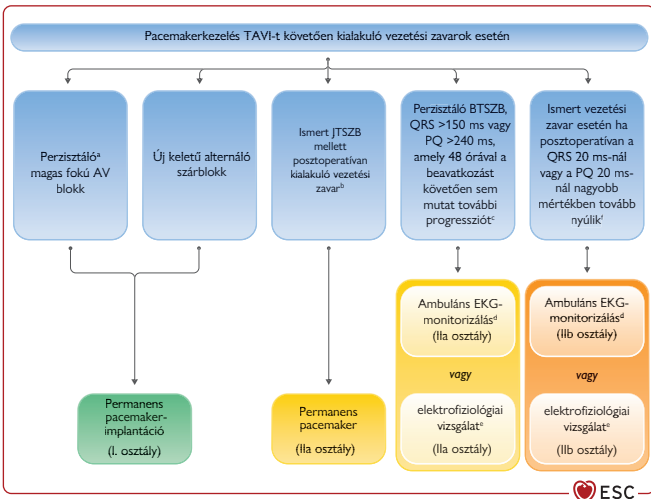 Pacemakerkezelés TAVI-t követően kialakuló vezetési zavarok esetén
Perzisztálóᵃ
magas fokú AV
blokk
Új keletű alternáló
szárblokk
Ismert JTSZB
mellett
posztoperatívan
kialakuló vezetési
zavarᵇ
Perzisztáló BTSZB,
QRS >150 ms vagy
PQ >240 ms,
amely 48 órával a
beavatkozást
követően sem
mutat további
progressziótᶜ
Ismert vezetési
zavar esetén ha
posztoperatívan a
QRS 20 ms-nál
vagy a PQ 20 ms-
nál nagyobb
mértékben tovább
nyúlikᶠ
Ambuláns EKG-
monitorizálásᵈ
(IIa osztály)
vagy
elektrofiziológiai
vizsgálatᵉ
(IIa osztály)
Ambuláns EKG-
monitorizálásᵈ
(IIb osztály)
vagy
elektrofiziológiai
vizsgálatᵉ
(IIb osztály)
Permanens
pacemaker-
implantáció
(I. osztály)
Permanens
pacemaker
(IIa osztály)
ESC